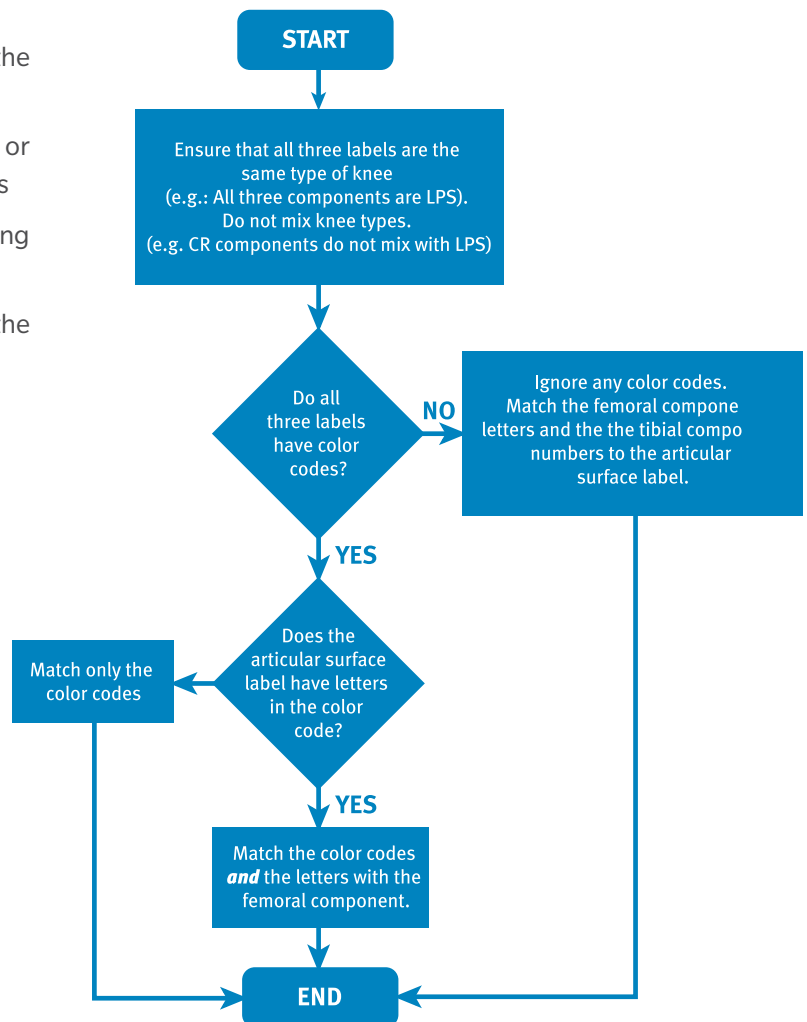 the
or
s
ng
the
START
Ensure that all three labels are the
same type of knee
(e.g.: All three components are LPS).
Do not mix knee types.
(e.g. CR components do not mix with LPS)
Do all
three labels
have color
codes?
NO
Ignore any color codes.
Match the femoral compone
letters and the the tibial compo
numbers to the articular
surface label.
YES
Does the
articular surface
label have letters
in the color
code?
Match only the
color codes
YES
Match the color codes
and the letters with the
femoral component.
END